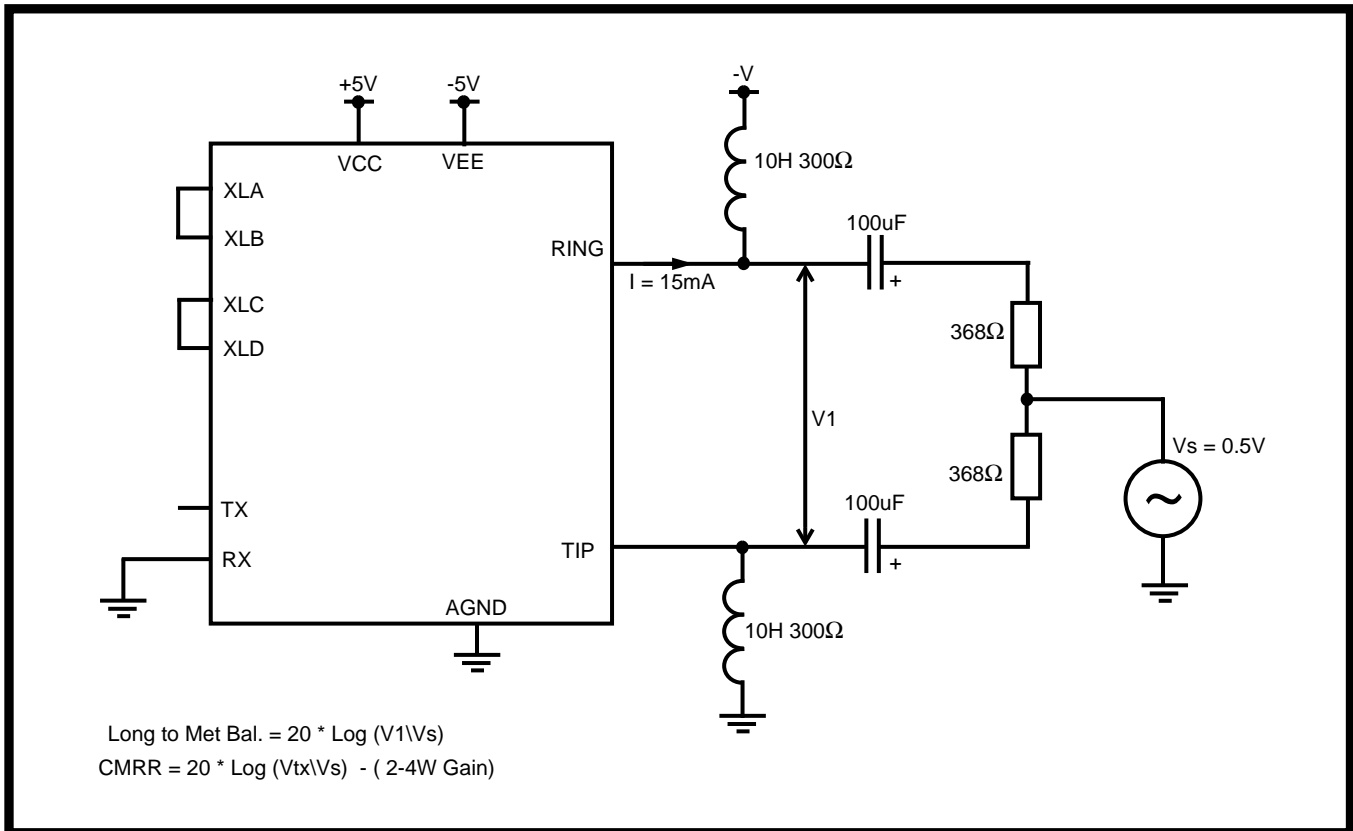 +5V
-5V
-V
VCC
VEE
10H 300Ω
XLA
XLB
RING
100uF
+
I = 15mA
XLC
XLD
368Ω
V1
Vs = 0.5V
368Ω
100uF
TX
RX
TIP
+
AGND
10H 300Ω
Long to Met Bal. = 20 * Log (V1\Vs)
CMRR = 20 * Log (Vtx\Vs) - ( 2-4W Gain)